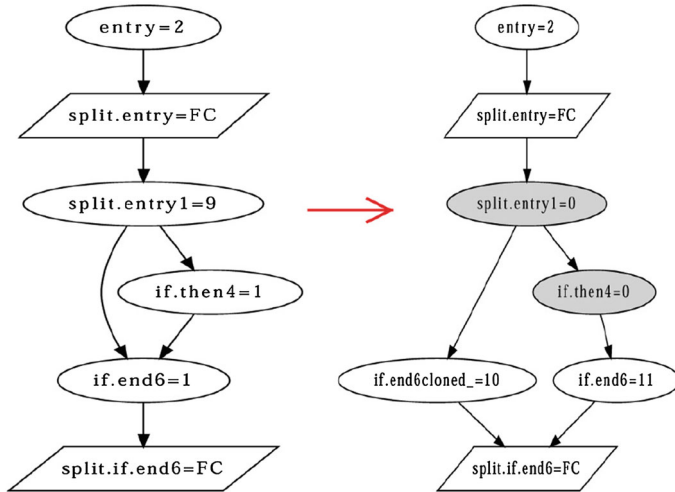 entry=2
split.entry=FC
split.entry1=9
if.then4=1
if.end6=1
split.if.end6=FC
entry=2
split.entry=FC
split.entry1=0
if.then4=0
if.end6cloned_=10
if.end6=11
split.if.end6=FC